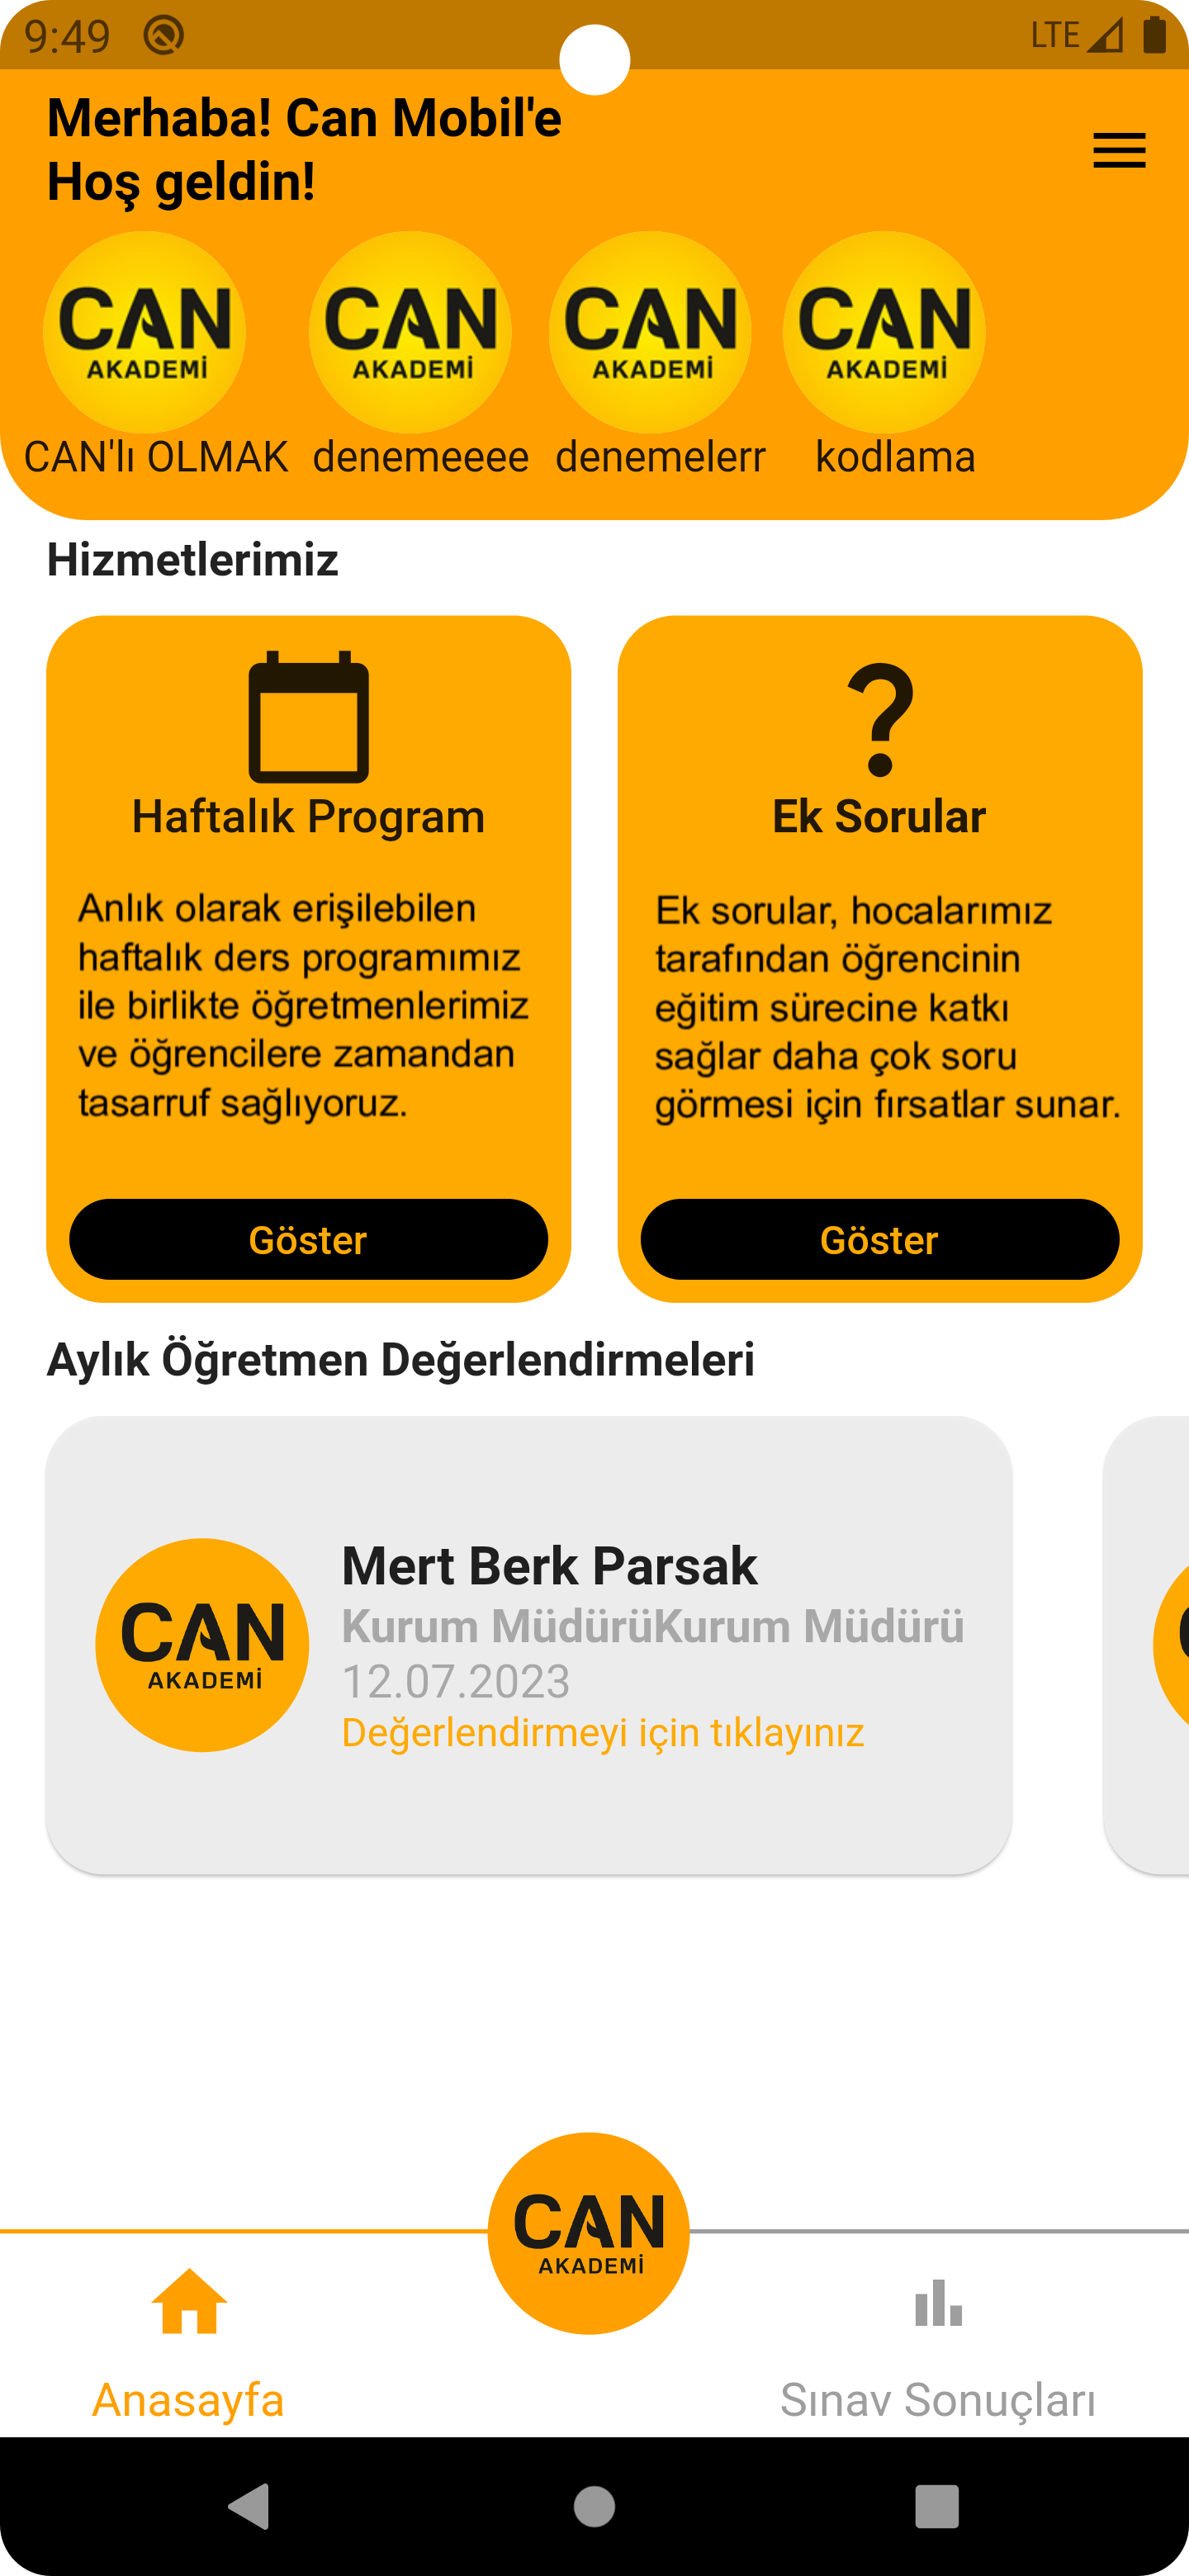 9:49
LTE
Merhaba! Can Mobil'e
Hoş geldin!
CAN
AKADEMİ
CAN
AKADEMİ
CAN
AKADEMİ
CAN
AKADEMİ
CAN'lı OLMAK
denemeeee
denemelerr
kodlama
Hizmetlerimiz
Haftalık Program
Anlık olarak erişilebilen
haftalık ders programımız
ile birlikte öğretmenlerimiz
ve öğrencilere zamandan
tasarruf sağlıyoruz.
Göster
Ek Sorular
Ek sorular, hocalarımız
tarafından öğrencinin
eğitim sürecine katkı
sağlar daha çok soru
görmesi için fırsatlar sunar.
Göster
Aylık Öğretmen Değerlendirmeleri
CAN
AKADEMİ
Mert Berk Parsak
Kurum MüdürüKurum Müdürü
12.07.2023
Değerlendirmeyi için tıklayınız
CAN
AKADEMİ
Anasayfa
Sınav Sonuçları